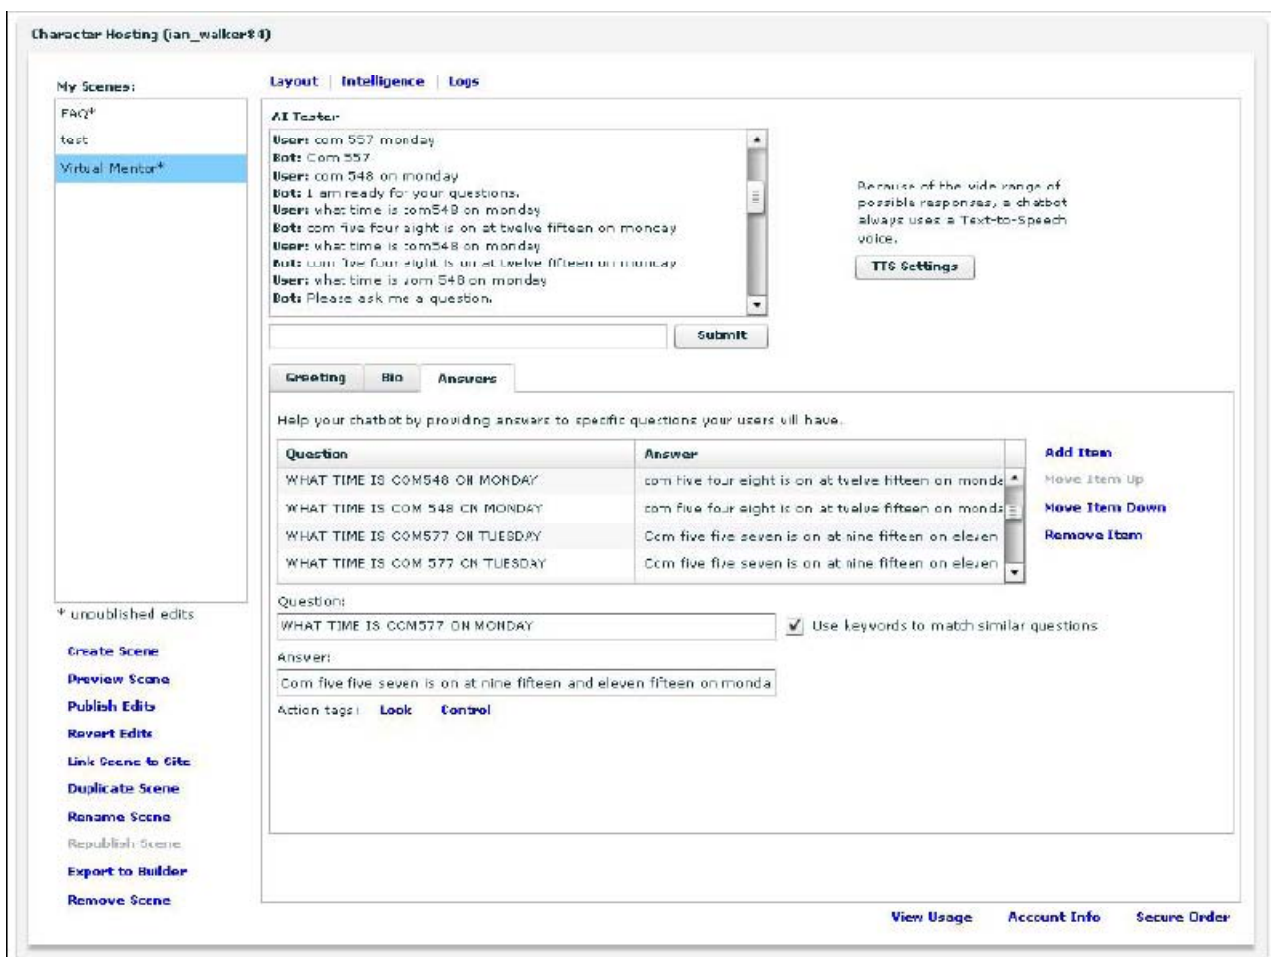 Character Hosting (ian_walker84)
My Scenes:
FAQ*
test
Virtual Mentor*
* unpublished edits
Create Scene
Preview Scene
Publish Edits
Revert Edits
Link Scene to Site
Duplicate Scene
Rename Scene
Republish Scene
Export to Builder
Remove Scene
Layout | Intelligence | Logs
AI Tester
User: com 557 monday
Bot: Com 557
User: com 548 on monday
Bot: I am ready for your questions.
User: what time is com548 on monday
Bot: com five four eight is on at twelve fifteen on monday
User: what time is com548 on monday
Bot: com five four eight is on at twelve fifteen on monday
User: what time is com 548 on monday
Bot: Please ask me a question.
Submit
Because of the wide range of
possible responses, a chatbot
always uses a Text-to-Speech
voice.
TTS Settings
Greeting Bio Answers
Help your chatbot by providing answers to specific questions your users will have.
Question Answer
WHAT TIME IS COM548 ON MONDAY com five four eight is on at twelve fifteen on monda
WHAT TIME IS COM 548 ON MONDAY com five four eight is on at twelve fifteen on monda
WHAT TIME IS COM577 ON TUESDAY Com five five seven is on at nine fifteen on eleven
WHAT TIME IS COM 577 ON TUESDAY Com five five seven is on at nine fifteen on eleven
Add Item
Move Item Up
Move Item Down
Remove Item
Question:
WHAT TIME IS COM577 ON MONDAY
Use keywords to match similar questions
Answer:
Com five five seven is on at nine fifteen and eleven fifteen on monda
Action tags: Look Control
View Usage Account Info Secure Order